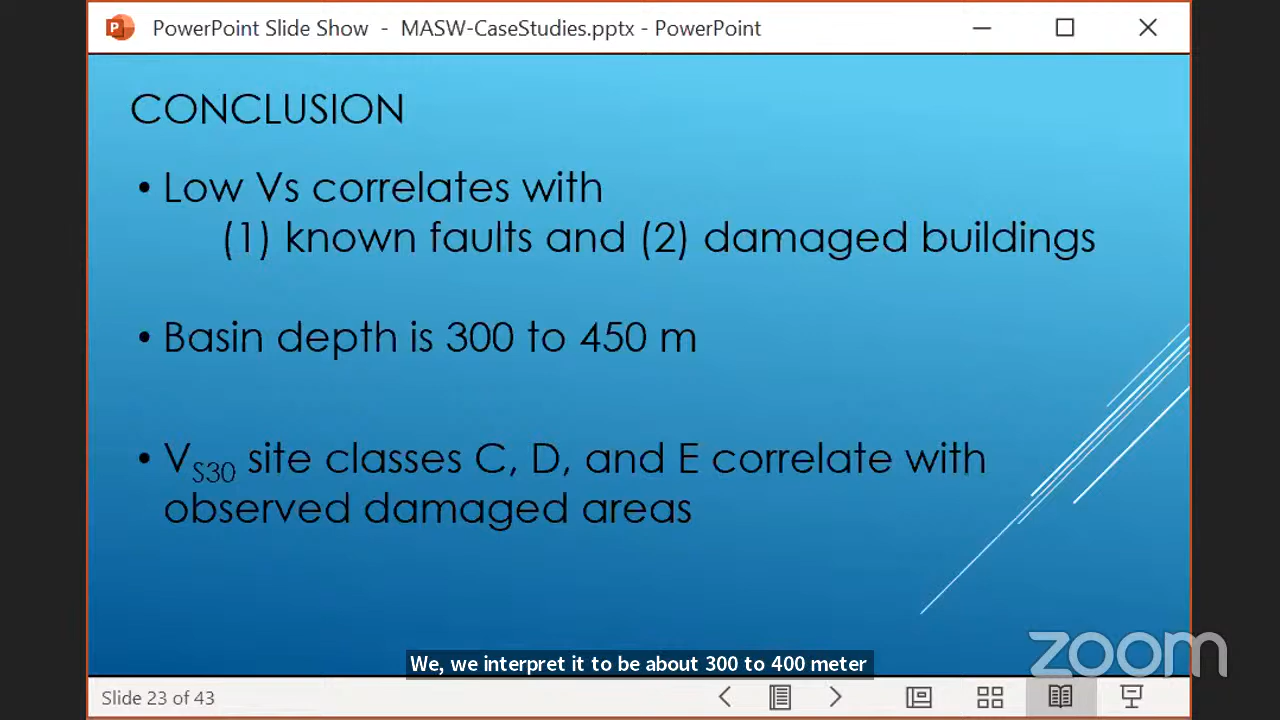 PowerPoint Slide Show - MASW-CaseStudies.pptx - PowerPoint
CONCLUSION
• Low Vs correlates with
(1) known faults and (2) damaged buildings
• Basin depth is 300 to 450 m
• VS30 site classes C, D, and E correlate with
observed damaged areas
We, we interpret it to be about 300 to 400 meter
zoom
Slide 23 of 43